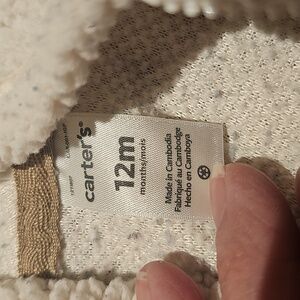 carter's®
12m
months/mois
Made in Cambodia
Fabriqué au Cambodge
Hecho en Camboya